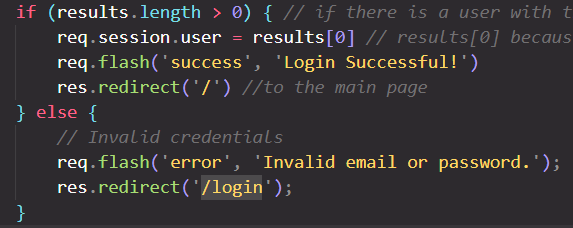 if (results.length > 0) { // if there is a user with t
req.session.user = results[0] // results[0] becaus
req.flash('success', 'Login Successful!')
res.redirect('/') //to the main page
} else {
// Invalid credentials
req.flash('error', 'Invalid email or password.');
res.redirect('/login');
}